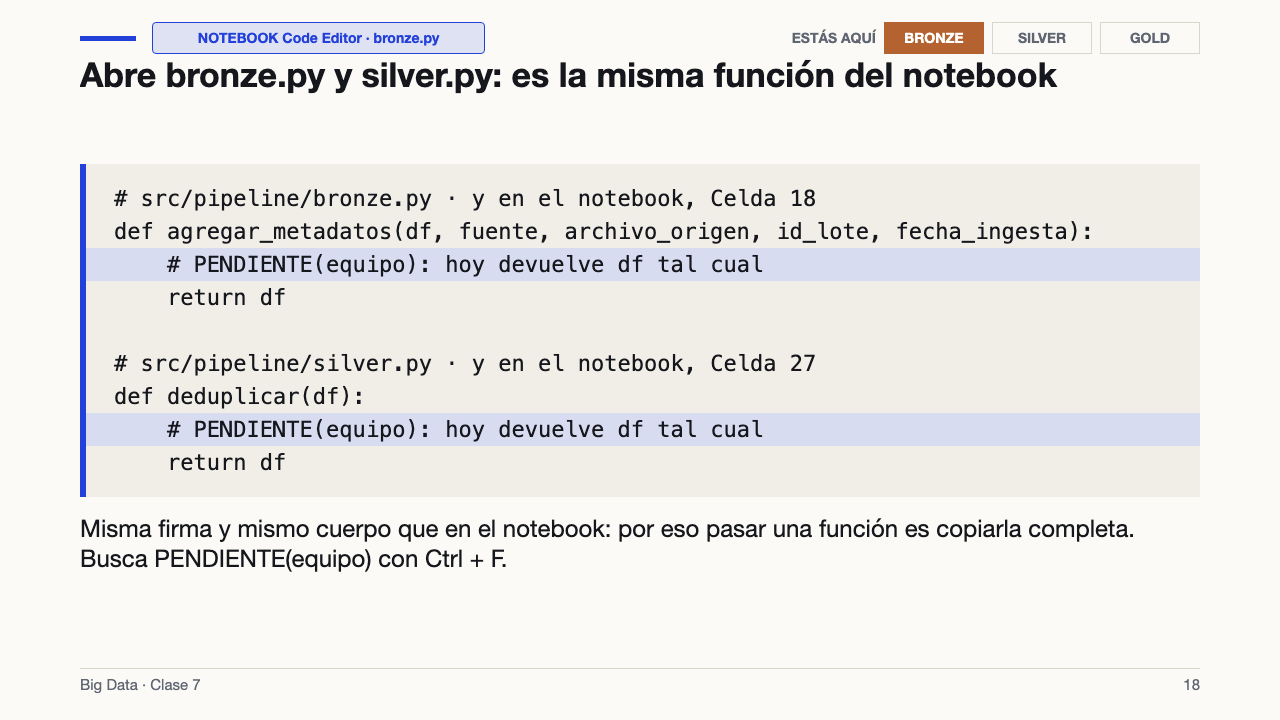 NOTEBOOK Code Editor · bronze.py
ESTÁS AQUÍ BRONZE SILVER GOLD
Abre bronze.py y silver.py: es la misma función del notebook
# src/pipeline/bronze.py · y en el notebook, Celda 18
def agregar_metadatos(df, fuente, archivo_origen, id_lote, fecha_ingesta):
    # PENDIENTE(equipo): hoy devuelve df tal cual
    return df
# src/pipeline/silver.py · y en el notebook, Celda 27
def deduplicar(df):
    # PENDIENTE(equipo): hoy devuelve df tal cual
    return df
Misma firma y mismo cuerpo que en el notebook: por eso pasar una función es copiarla completa.
Busca PENDIENTE(equipo) con Ctrl + F.
Big Data · Clase 7
18